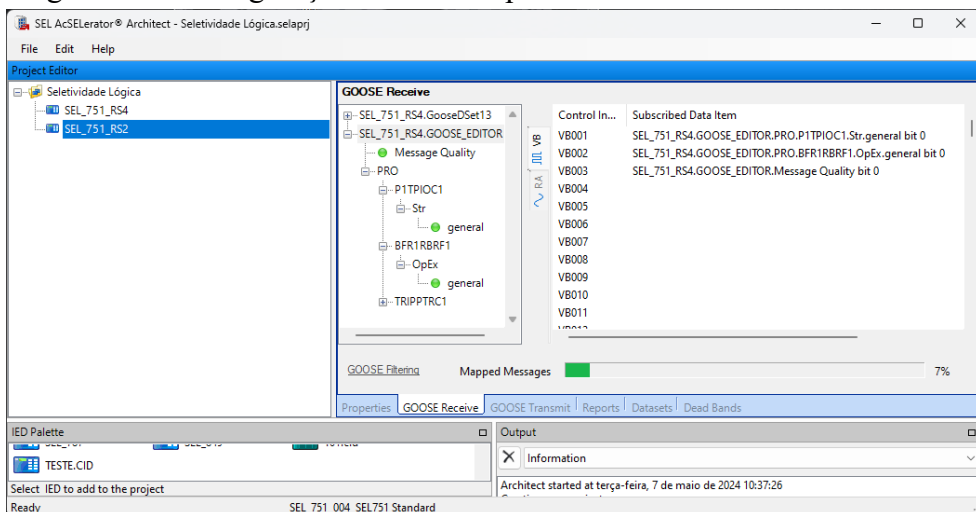 SEL AcSELerator® Architect - Seletividade Lógica.selaprj
File Edit Help
Project Editor
Seletividade Lógica
SEL_751_RS4
SEL_751_RS2
GOOSE Receive
SEL_751_RS4.GooseDSet13
SEL_751_RS4.GOOSE_EDITOR
Message Quality
PRO
P1TPIOC1
Str
general
BFR1RBRF1
OpEx
general
TRIPPTRC1
VB
RA
Control In... Subscribed Data Item
VB001 SEL_751_RS4.GOOSE_EDITOR.PRO.P1TPIOC1.Str.general bit 0
VB002 SEL_751_RS4.GOOSE_EDITOR.PRO.BFR1RBRF1.OpEx.general bit 0
VB003 SEL_751_RS4.GOOSE_EDITOR.Message Quality bit 0
VB004
VB005
VB006
VB007
VB008
VB009
VB010
VB011
GOOSE Filtering Mapped Messages 7%
Properties GOOSE Receive GOOSE Transmit Reports Datasets Dead Bands
IED Palette
TESTE.CID
Select IED to add to the project
Output
Information
Architect started at terça-feira, 7 de maio de 2024 10:37:26
Ready SEL_751 004 SEL751 Standard